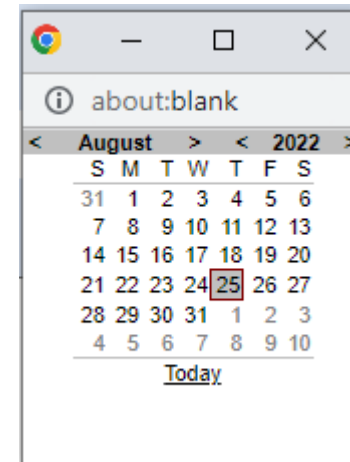 about:blank
< August > < 2022 >
S M T W T F S
31 1 2 3 4 5 6
7 8 9 10 11 12 13
14 15 16 17 18 19 20
21 22 23 24 25 26 27
28 29 30 31 1 2 3
4 5 6 7 8 9 10
Today